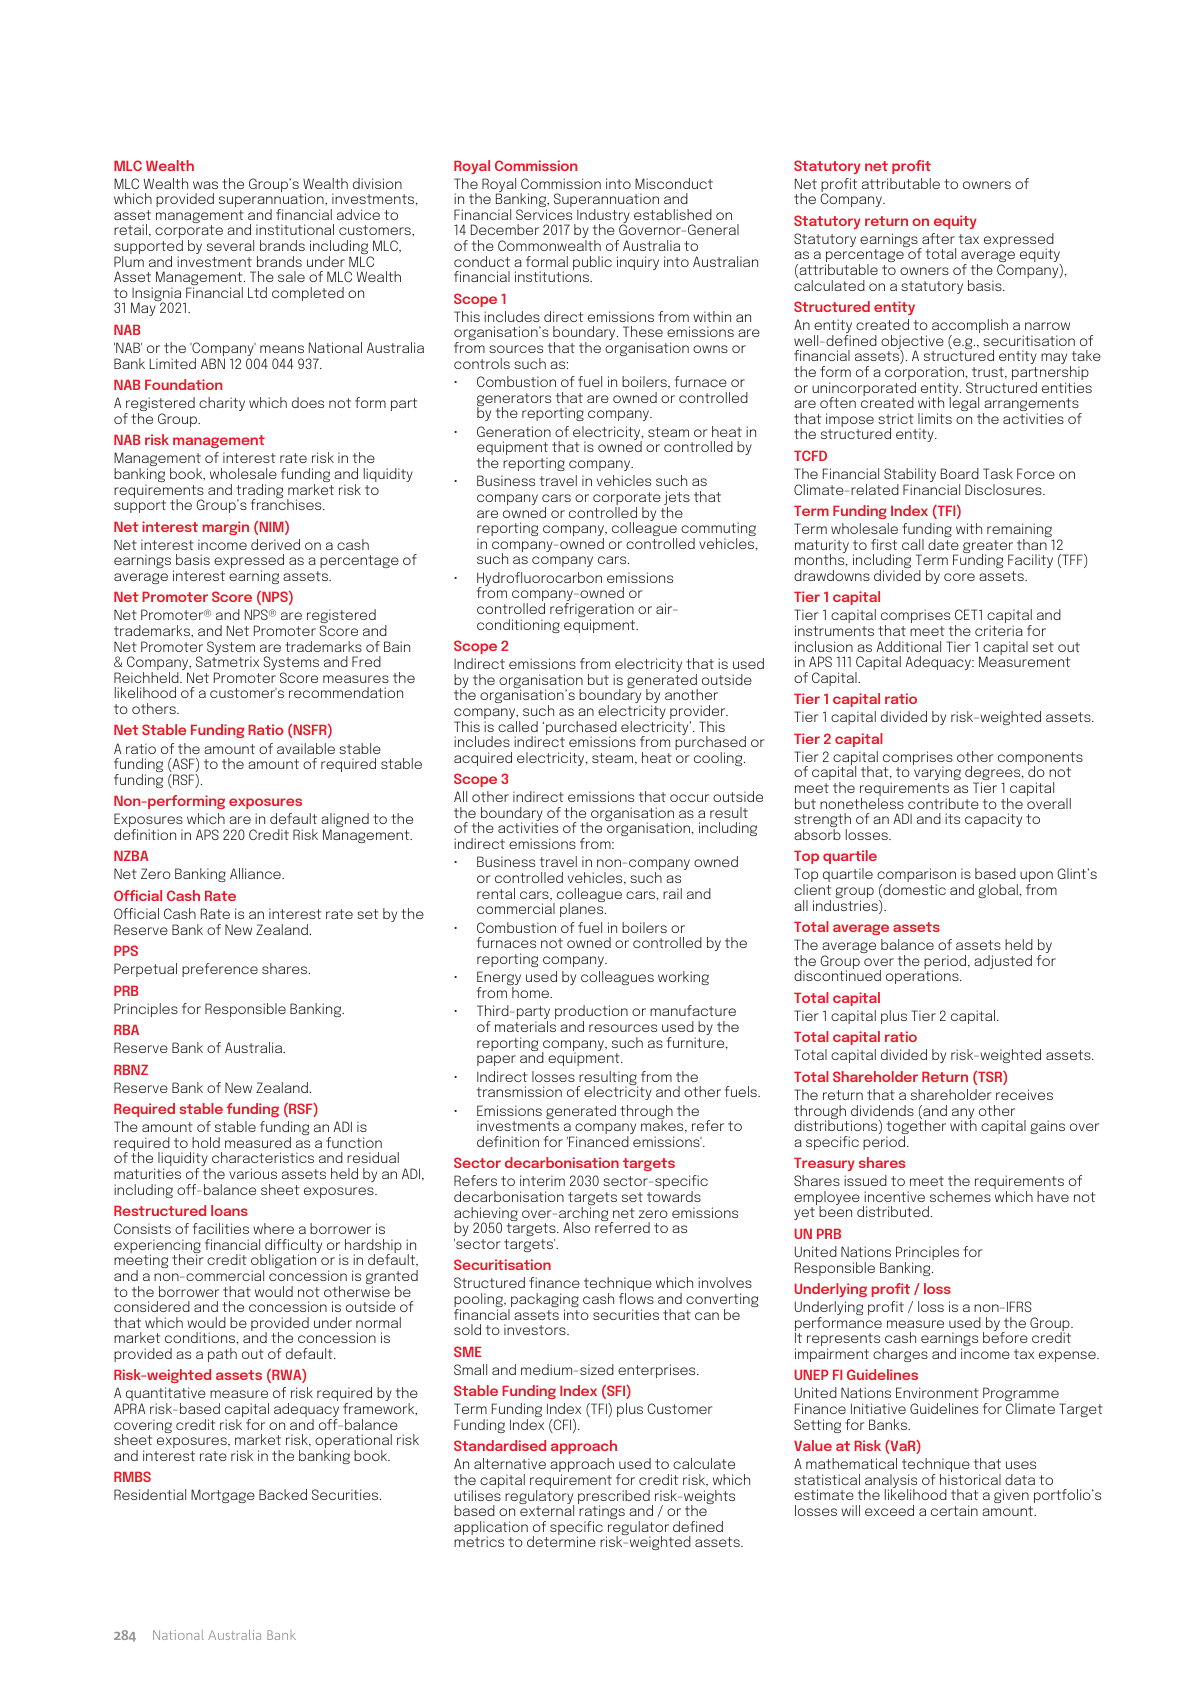 MLC Wealth
MLC Wealth was the Group's Wealth division
which provided superannuation, investments,
asset management and financial advice to
retail, corporate and institutional customers,
supported by several brands including MLC,
Plum and investment brands under MLC
Asset Management. The sale of MLC Wealth
to Insignia Financial Ltd completed on
31 May 2021.
NAB
'NAB' or the 'Company' means National Australia
Bank Limited ABN 12 004 044 937.
NAB Foundation
A registered charity which does not form part
of the Group.
NAB risk management
Management of interest rate risk in the
banking book, wholesale funding and liquidity
requirements and trading market risk to
support the Group's franchises.
Net interest margin (NIM)
Net interest income derived on a cash
earnings basis expressed as a percentage of
average interest earning assets.
Net Promoter Score (NPS)
Net Promoter® and NPS® are registered
trademarks, and Net Promoter Score and
Net Promoter System are trademarks of Bain
& Company, Satmetrix Systems and Fred
Reichheld. Net Promoter Score measures the
likelihood of a customer's recommendation
to others.
Net Stable Funding Ratio (NSFR)
A ratio of the amount of available stable
funding (ASF) to the amount of required stable
funding (RSF).
Non-performing exposures
Exposures which are in default aligned to the
definition in APS 220 Credit Risk Management.
NZBA
Net Zero Banking Alliance.
Official Cash Rate
Official Cash Rate is an interest rate set by the
Reserve Bank of New Zealand.
PPS
Perpetual preference shares.
PRB
Principles for Responsible Banking.
RBA
Reserve Bank of Australia.
RBNZ
Reserve Bank of New Zealand.
Required stable funding (RSF)
The amount of stable funding an ADI is
required to hold measured as a function
of the liquidity characteristics and residual
maturities of the various assets held by an ADI,
including off-balance sheet exposures.
Restructured loans
Consists of facilities where a borrower is
experiencing financial difficulty or hardship in
meeting their credit obligation or is in default,
and a non-commercial concession is granted
to the borrower that would not otherwise be
considered and the concession is outside of
that which would be provided under normal
market conditions, and the concession is
provided as a path out of default.
Risk-weighted assets (RWA)
A quantitative measure of risk required by the
APRA risk-based capital adequacy framework,
covering credit risk for on and off-balance
sheet exposures, market risk, operational risk
and interest rate risk in the banking book.
RMBS
Residential Mortgage Backed Securities.
Royal Commission
The Royal Commission into Misconduct
in the Banking, Superannuation and
Financial Services Industry established on
14 December 2017 by the Governor-General
of the Commonwealth of Australia to
conduct a formal public inquiry into Australian
financial institutions.
Scope 1
This includes direct emissions from within an
organisation's boundary. These emissions are
from sources that the organisation owns or
controls such as:
• Combustion of fuel in boilers, furnace or
generators that are owned or controlled
by the reporting company.
• Generation of electricity, steam or heat in
equipment that is owned or controlled by
the reporting company.
• Business travel in vehicles such as
company cars or corporate jets that
are owned or controlled by the
reporting company, colleague commuting
in company-owned or controlled vehicles,
such as company cars.
• Hydrofluorocarbon emissions
from company-owned or
controlled refrigeration or air-
conditioning equipment.
Scope 2
Indirect emissions from electricity that is used
by the organisation but is generated outside
the organisation's boundary by another
company, such as an electricity provider.
This is called 'purchased electricity'. This
includes indirect emissions from purchased or
acquired electricity, steam, heat or cooling.
Scope 3
All other indirect emissions that occur outside
the boundary of the organisation as a result
of the activities of the organisation, including
indirect emissions from:
• Business travel in non-company owned
or controlled vehicles, such as
rental cars, colleague cars, rail and
commercial planes.
• Combustion of fuel in boilers or
furnaces not owned or controlled by the
reporting company.
• Energy used by colleagues working
from home.
• Third-party production or manufacture
of materials and resources used by the
reporting company, such as furniture,
paper and equipment.
• Indirect losses resulting from the
transmission of electricity and other fuels.
• Emissions generated through the
investments a company makes, refer to
definition for 'Financed emissions'.
Sector decarbonisation targets
Refers to interim 2030 sector-specific
decarbonisation targets set towards
achieving over-arching net zero emissions
by 2050 targets. Also referred to as
'sector targets'.
Securitisation
Structured finance technique which involves
pooling, packaging cash flows and converting
financial assets into securities that can be
sold to investors.
SME
Small and medium-sized enterprises.
Stable Funding Index (SFI)
Term Funding Index (TFI) plus Customer
Funding Index (CFI).
Standardised approach
An alternative approach used to calculate
the capital requirement for credit risk, which
utilises regulatory prescribed risk-weights
based on external ratings and / or the
application of specific regulator defined
metrics to determine risk-weighted assets.
Statutory net profit
Net profit attributable to owners of
the Company.
Statutory return on equity
Statutory earnings after tax expressed
as a percentage of total average equity
(attributable to owners of the Company),
calculated on a statutory basis.
Structured entity
An entity created to accomplish a narrow
well-defined objective (e.g., securitisation of
financial assets). A structured entity may take
the form of a corporation, trust, partnership
or unincorporated entity. Structured entities
are often created with legal arrangements
that impose strict limits on the activities of
the structured entity.
TCFD
The Financial Stability Board Task Force on
Climate-related Financial Disclosures.
Term Funding Index (TFI)
Term wholesale funding with remaining
maturity to first call date greater than 12
months, including Term Funding Facility (TFF)
drawdowns divided by core assets.
Tier 1 capital
Tier 1 capital comprises CET1 capital and
instruments that meet the criteria for
inclusion as Additional Tier 1 capital set out
in APS 111 Capital Adequacy: Measurement
of Capital.
Tier 1 capital ratio
Tier 1 capital divided by risk-weighted assets.
Tier 2 capital
Tier 2 capital comprises other components
of capital that, to varying degrees, do not
meet the requirements as Tier 1 capital
but nonetheless contribute to the overall
strength of an ADI and its capacity to
absorb losses.
Top quartile
Top quartile comparison is based upon Glint's
client group (domestic and global, from
all industries).
Total average assets
The average balance of assets held by
the Group over the period, adjusted for
discontinued operations.
Total capital
Tier 1 capital plus Tier 2 capital.
Total capital ratio
Total capital divided by risk-weighted assets.
Total Shareholder Return (TSR)
The return that a shareholder receives
through dividends (and any other
distributions) together with capital gains over
a specific period.
Treasury shares
Shares issued to meet the requirements of
employee incentive schemes which have not
yet been distributed.
UN PRB
United Nations Principles for
Responsible Banking.
Underlying profit / loss
Underlying profit / loss is a non-IFRS
performance measure used by the Group.
It represents cash earnings before credit
impairment charges and income tax expense.
UNEP FI Guidelines
United Nations Environment Programme
Finance Initiative Guidelines for Climate Target
Setting for Banks.
Value at Risk (VaR)
A mathematical technique that uses
statistical analysis of historical data to
estimate the likelihood that a given portfolio's
losses will exceed a certain amount.
284 National Australia Bank